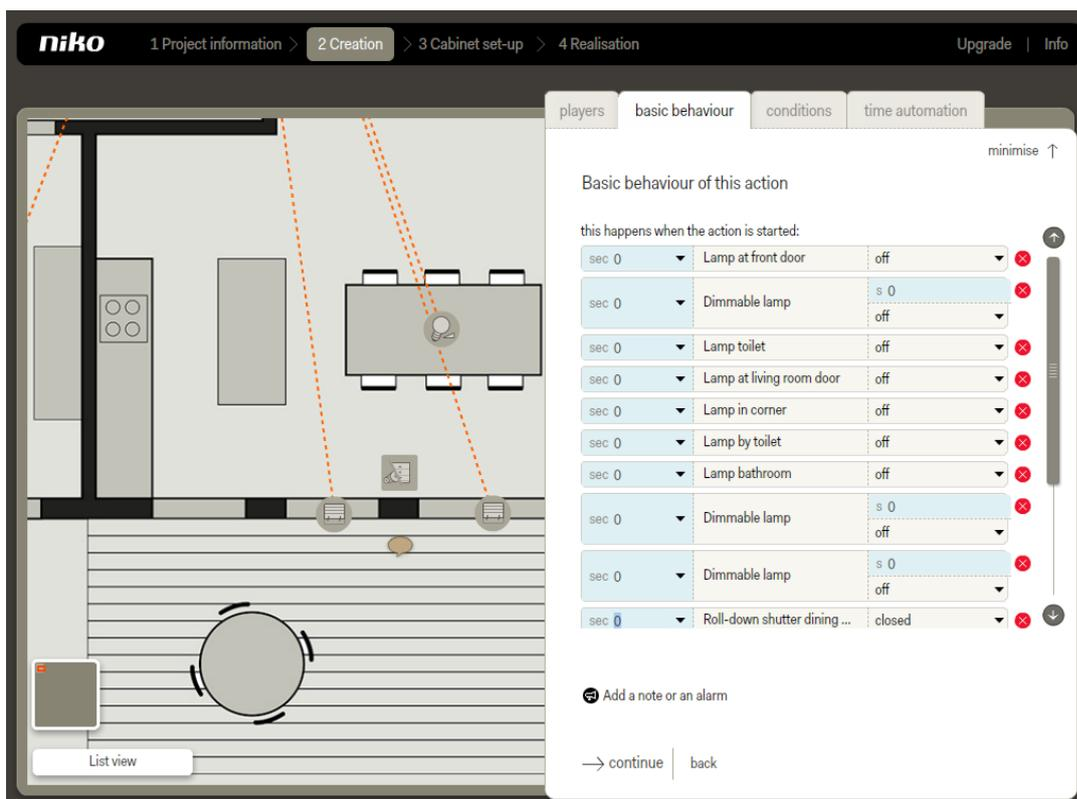 niko
1 Project information
2 Creation
3 Cabinet set-up
4 Realisation
Upgrade | Info
players
basic behaviour
conditions
time automation
minimise
Basic behaviour of this action
this happens when the action is started:
sec 0 Lamp at front door off
sec 0 Dimmable lamp s 0
off
sec 0 Lamp toilet off
sec 0 Lamp at living room door off
sec 0 Lamp in corner off
sec 0 Lamp by toilet off
sec 0 Lamp bathroom off
sec 0 Dimmable lamp s 0
off
sec 0 Dimmable lamp s 0
off
sec 0 Roll-down shutter dining ... closed
Add a note or an alarm
List view
continue | back